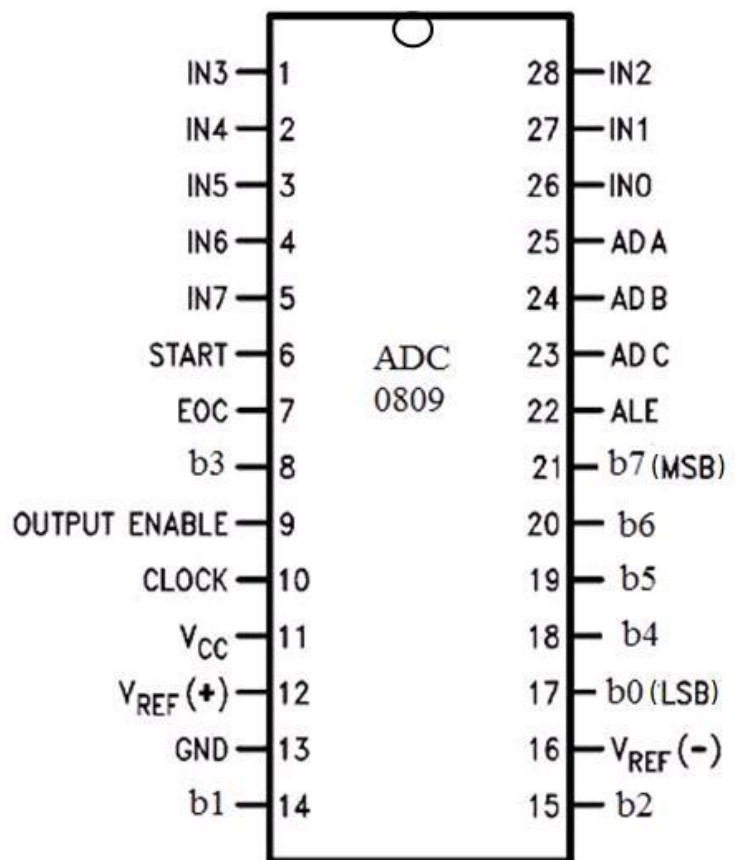 IN3 1 28 IN2
IN4 2 27 IN1
IN5 3 26 IN0
IN6 4 25 ADA
IN7 5 24 ADB
START 6 ADC 23 ADC
EOC 7 0809 22 ALE
b3 8 21 b7 (MSB)
OUTPUT ENABLE 9 20 b6
CLOCK 10 19 b5
VCC 11 18 b4
VREF (+) 12 17 b0 (LSB)
GND 13 16 VREF (-)
b1 14 15 b2